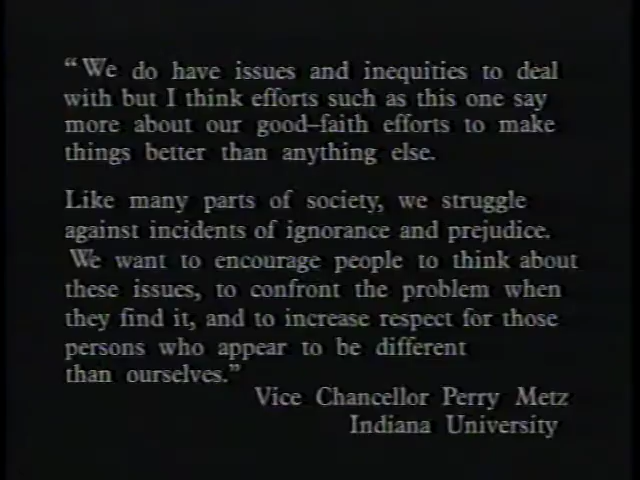 “We do have issues and inequities to deal
with but I think efforts such as this one say
more about our good–faith efforts to make
things better than anything else.
Like many parts of society, we struggle
against incidents of ignorance and prejudice.
We want to encourage people to think about
these issues, to confront the problem when
they find it, and to increase respect for those
persons who appear to be different
than ourselves.”
Vice Chancellor Perry Metz
Indiana University